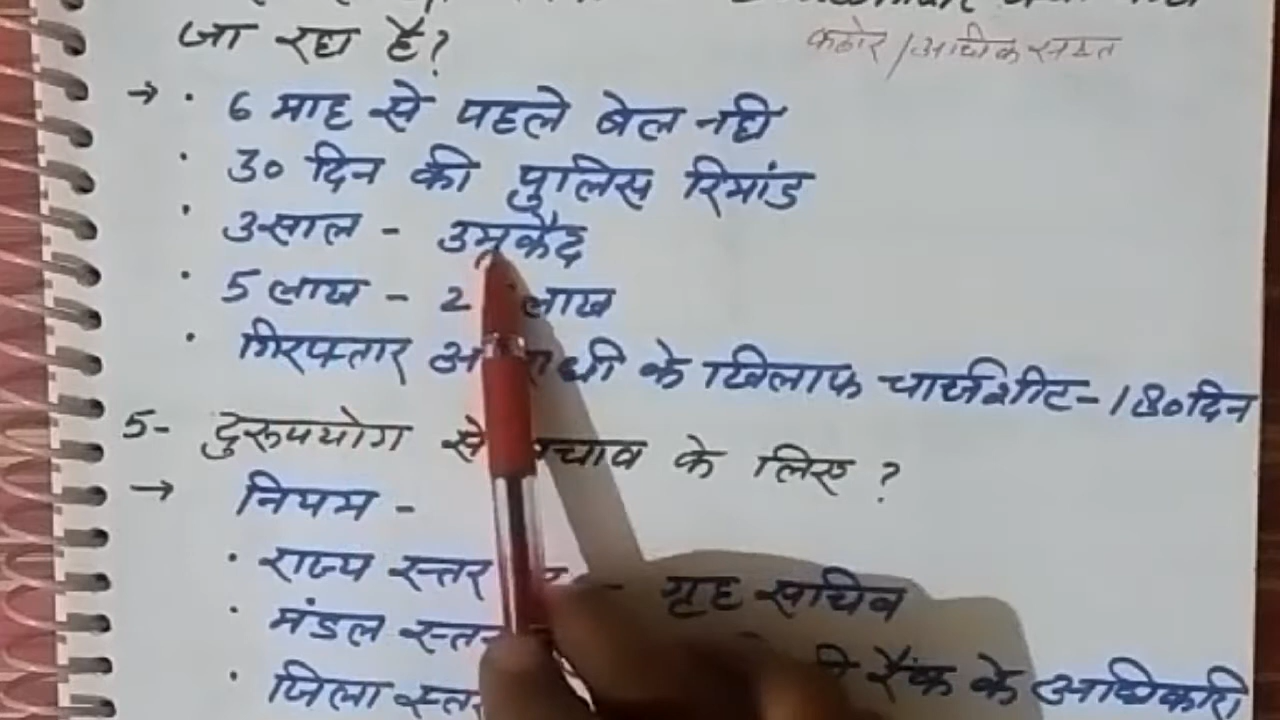 जा रहा है?
कठोर/अधिक सख्त
→ · 6 माह से पहले बेल नहीं
· 30 दिन की पुलिस रिमांड
· 3 साल - उम्रकैद
· 5 लाख - 2 लाख
· गिरफ्तार के खिलाफ चार्जशीट - 180 दिन
5- दुरूपयोग से बचाव के लिए ?
→ नियम -
· राज्य स्तर - गृह सचिव
· मंडल रैंक के अधिकारी
· जिला